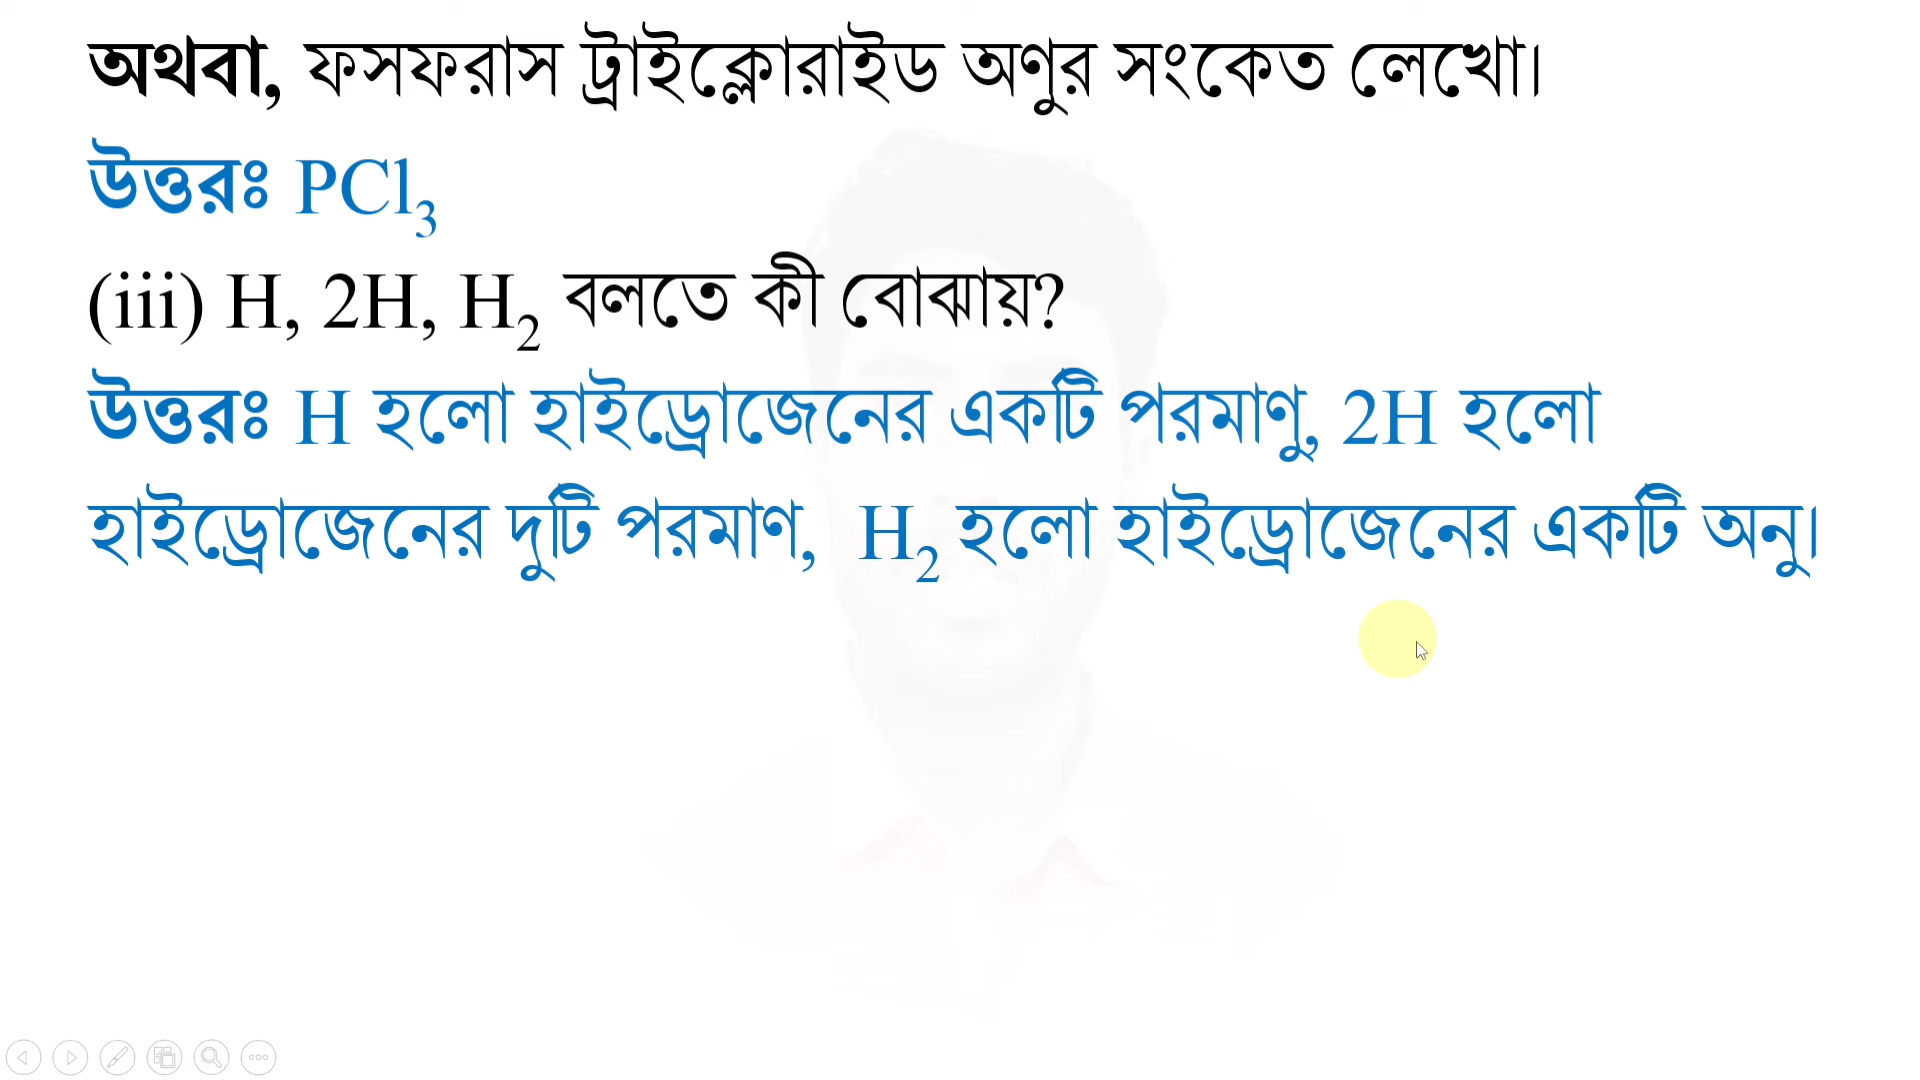 অথবা, ফসফরাস ট্রাইক্লোরাইড অণুর সংকেত লেখো।
উত্তরঃ PCl₃
(iii) H, 2H, H₂ বলতে কী বোঝায়?
উত্তরঃ H হলো হাইড্রোজেনের একটি পরমাণু, 2H হলো
হাইড্রোজেনের দুটি পরমাণ, H₂ হলো হাইড্রোজেনের একটি অনু।